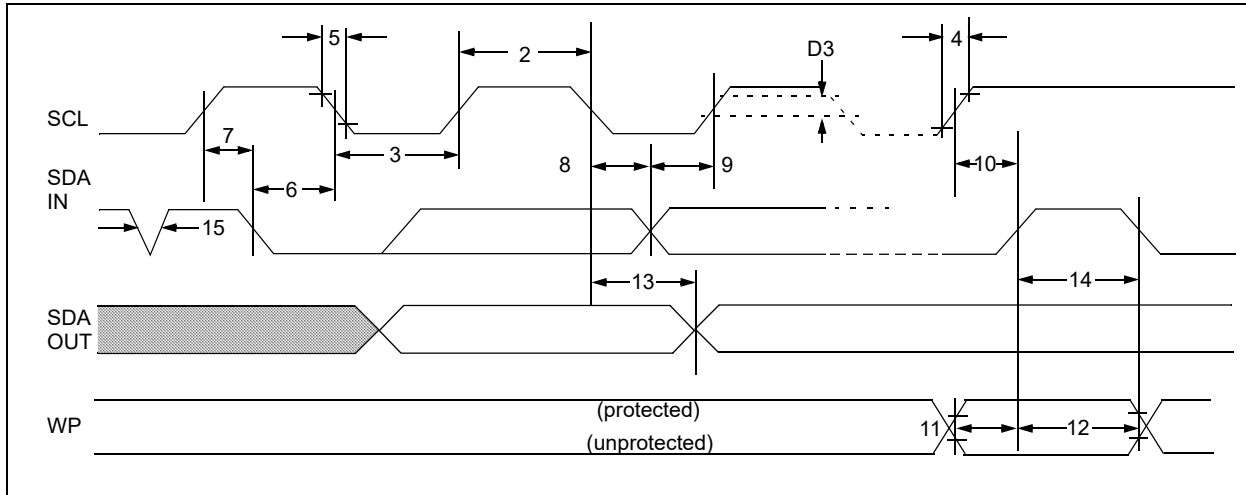 5
2
D3
4
SCL
7
3
8
9
10
SDA
IN
6
15
13
14
SDA
OUT
WP
(protected)
(unprotected)
11
12